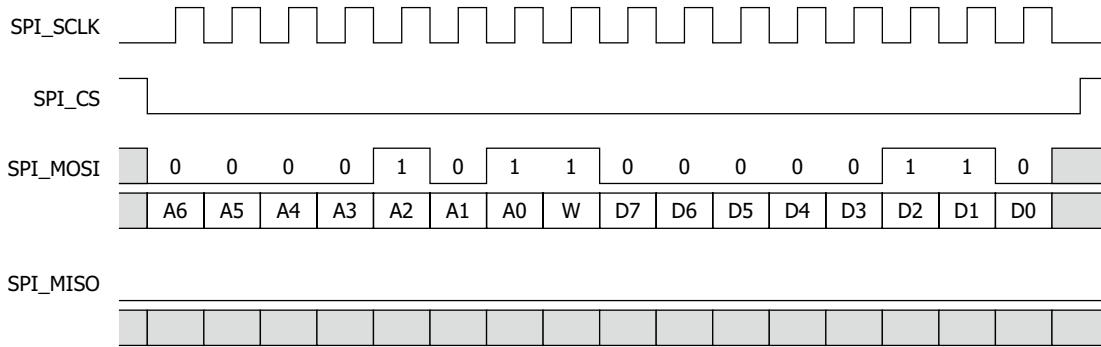 SPI_SCLK
SPI_CS
SPI_MOSI 0 0 0 0 1 0 1 1 0 0 0 0 0 1 1 0
A6 A5 A4 A3 A2 A1 A0 W D7 D6 D5 D4 D3 D2 D1 D0
SPI_MISO